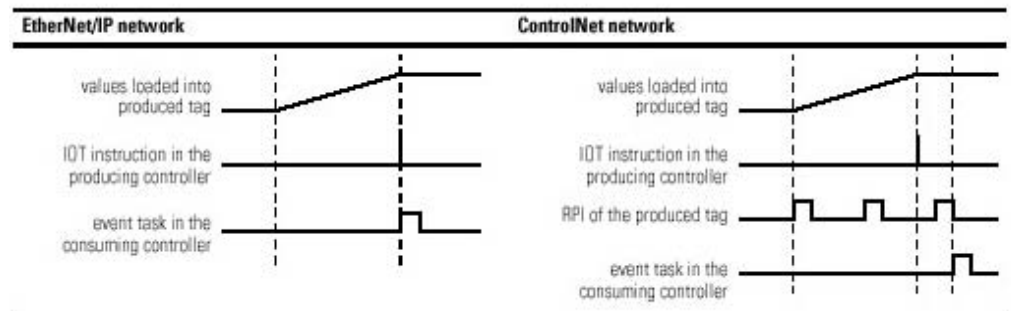 EtherNet/IP network
values loaded into
produced tag
IOT instruction in the
producing controller
event task in the
consuming controller
ControlNet network
values loaded into
produced tag
IOT instruction in the
producing controller
RPI of the produced tag
event task in the
consuming controller